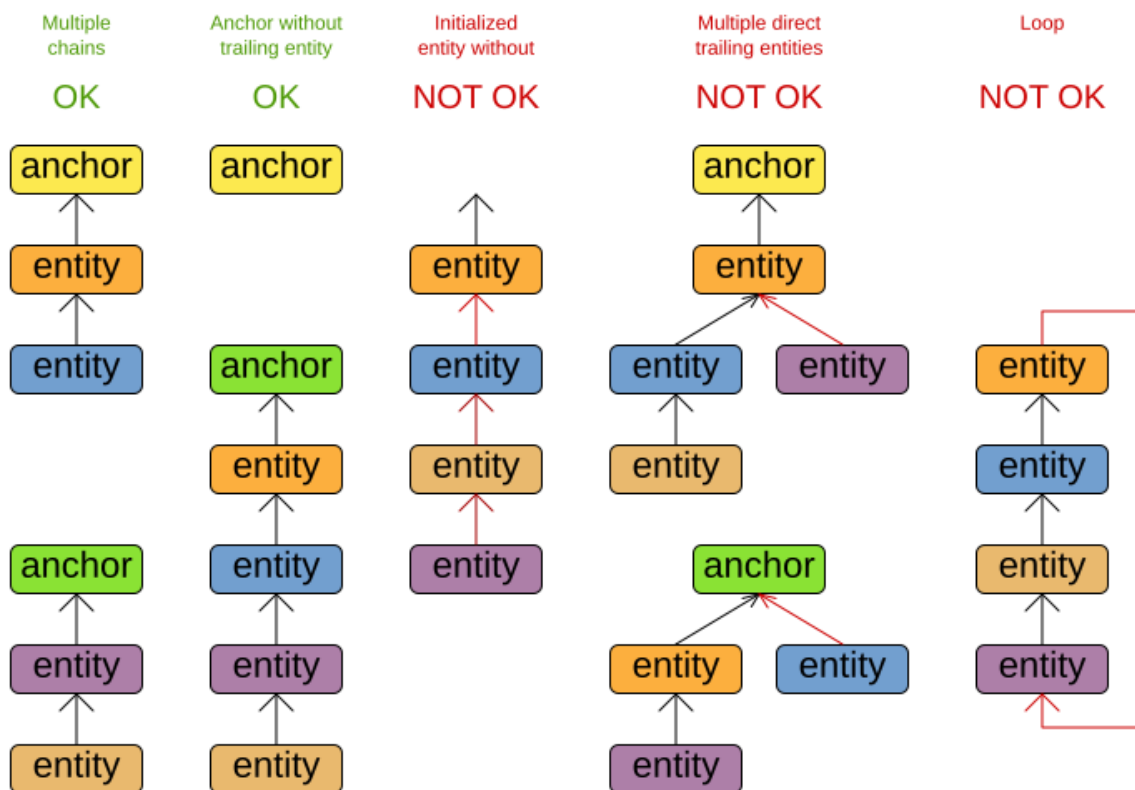 Multiple
chains
OK
anchor
entity
entity
anchor
entity
entity
Anchor without
trailing entity
OK
anchor
anchor
entity
entity
entity
entity
Initialized
entity without
NOT OK
entity
entity
entity
entity
Multiple direct
trailing entities
NOT OK
anchor
entity
entity
entity
entity
anchor
entity
entity
entity
Loop
NOT OK
entity
entity
entity
entity